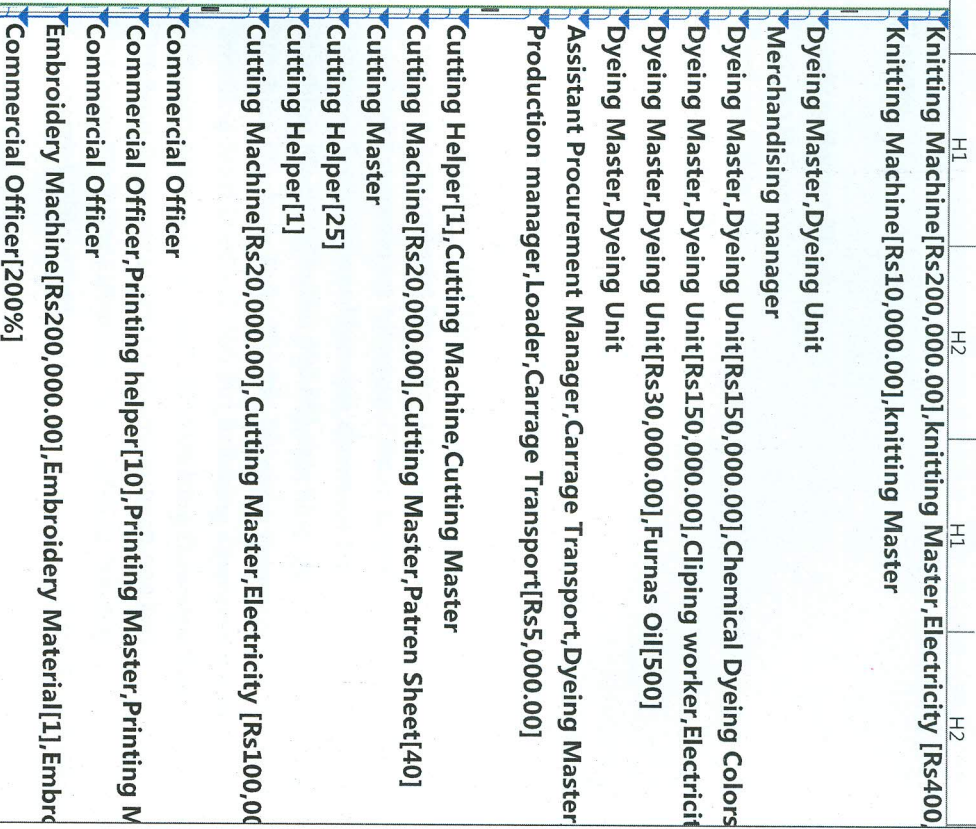 H1 H2 H1 H2
Knitting Machine[Rs200,000.00],knitting Master,Electricity [Rs400,
Knitting Machine[Rs10,000.00],knitting Master
Dyeing Master,Dyeing Unit
Merchandising manager
Dyeing Master,Dyeing Unit[Rs150,000.00],Chemical Dyeing Colors
Dyeing Master,Dyeing Unit[Rs150,000.00],Cliping worker,Electricit
Dyeing Master,Dyeing Unit[Rs30,000.00],Furnas Oil[500]
Dyeing Master,Dyeing Unit
Assistant Procurement Manager,Carrage Transport,Dyeing Master
Production manager,Loader,Carrage Transport[Rs5,000.00]
Cutting Helper[1],Cutting Machine,Cutting Master
Cutting Machine[Rs20,000.00],Cutting Master,Patren Sheet[40]
Cutting Master
Cutting Helper[25]
Cutting Helper[1]
Cutting Machine[Rs20,000.00],Cutting Master,Electricity [Rs100,00
Commercial Officer
Commercial Officer,Printing helper[10],Printing Master,Printing M
Commercial Officer
Embroidery Machine[Rs200,000.00],Embroidery Material[1],Embro
Commercial Officer[200%]